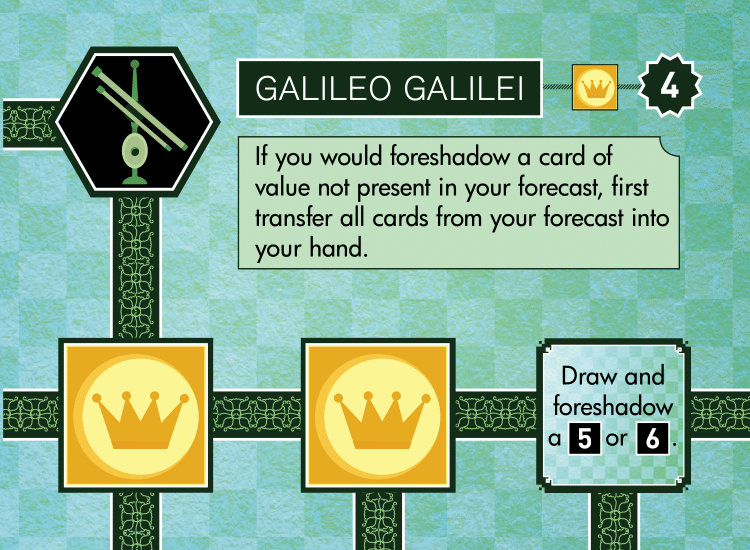 GALILEO GALILEI
4
If you would foreshadow a card of
value not present in your forecast, first
transfer all cards from your forecast into
your hand.
Draw and
foreshadow
a 5 or 6.